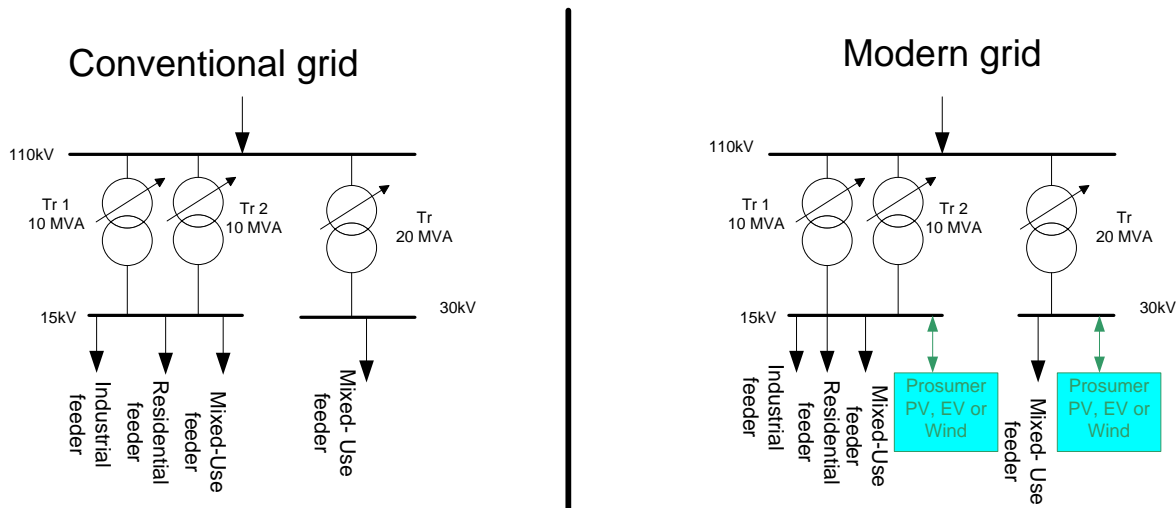 Conventional grid
110kV
Tr 1
10 MVA
Tr 2
10 MVA
Tr
20 MVA
15kV
30kV
Industrial
feeder
Residential
feeder
Mixed-Use
feeder
Mixed- Use
feeder
Modern grid
110kV
Tr 1
10 MVA
Tr 2
10 MVA
Tr
20 MVA
15kV
30kV
Industrial
feeder
Residential
feeder
Mixed-Use
feeder
Prosumer
PV, EV or
Wind
Mixed- Use
feeder
Prosumer
PV, EV or
Wind